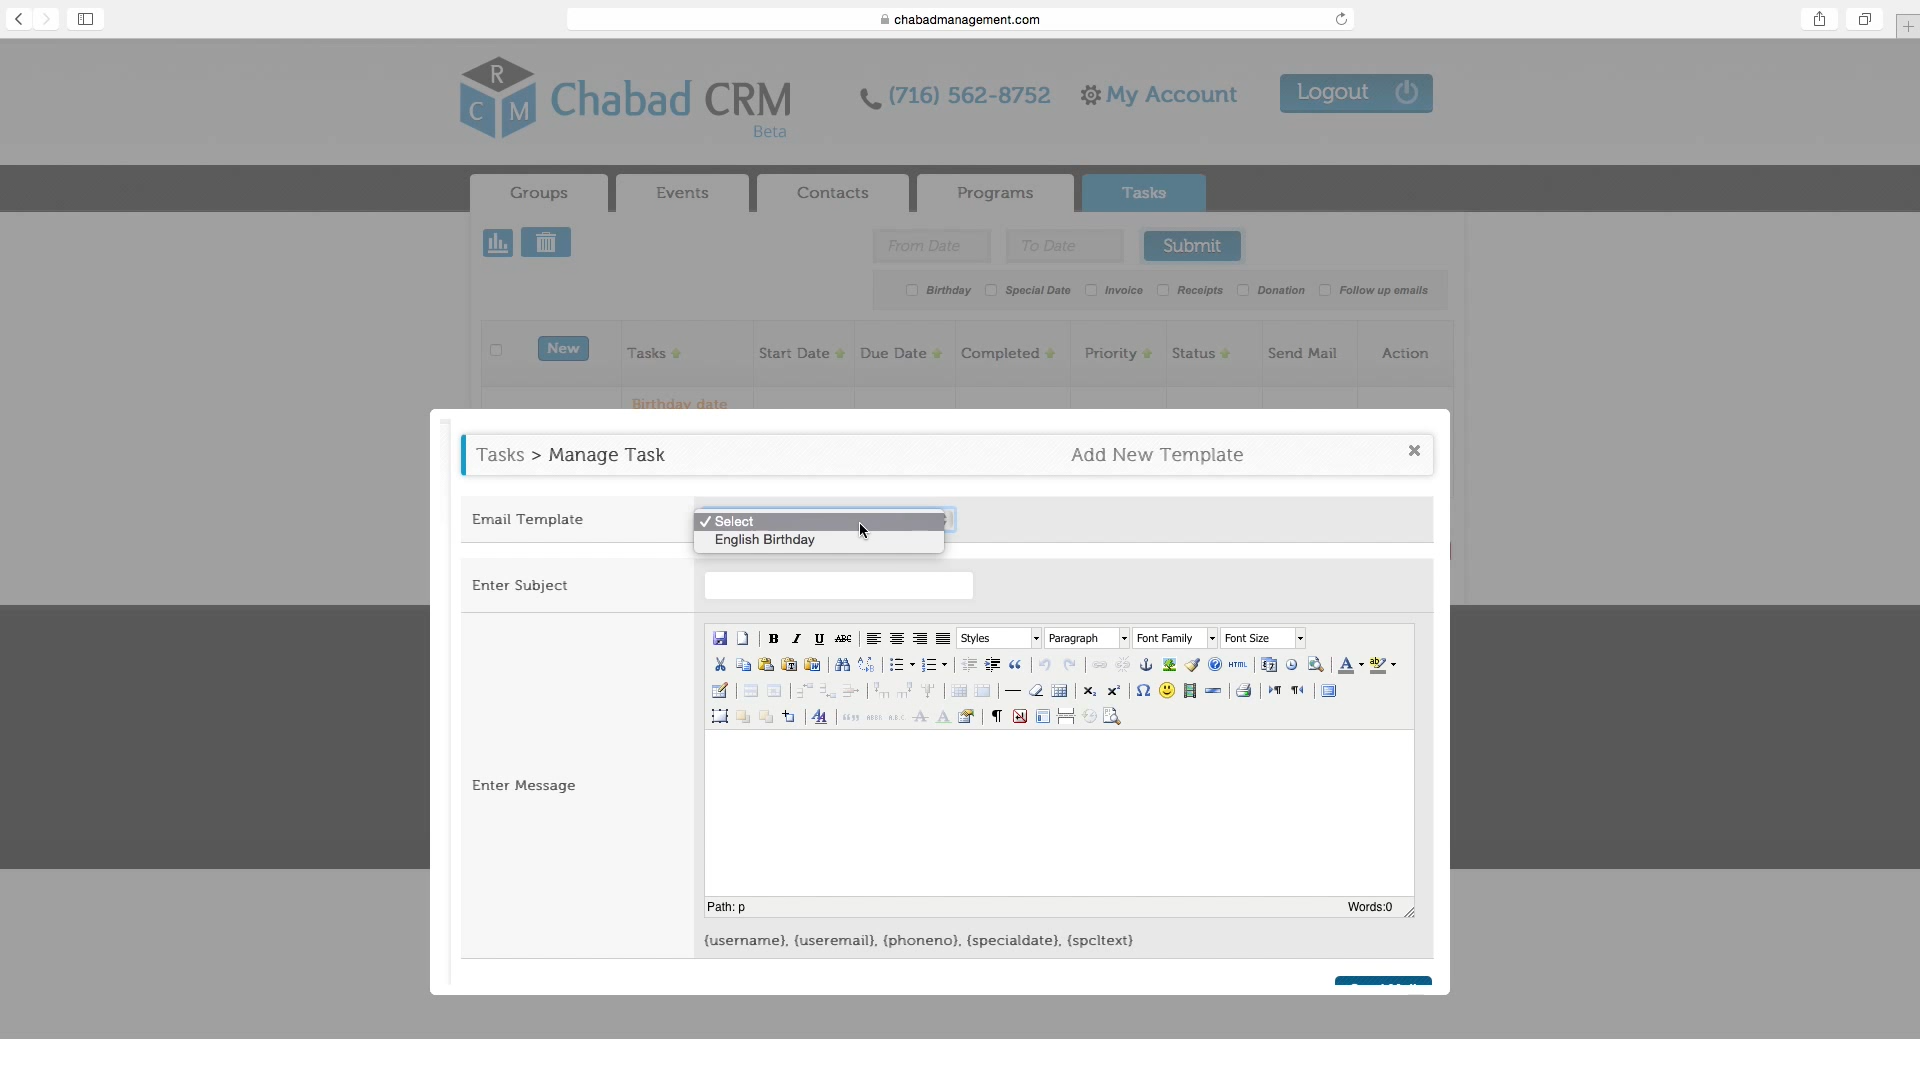 chabadmanagement.com
R
C M
Chabad CRM
Beta
(716) 562-8752
My Account
Logout
Groups
Events
Contacts
Programs
Tasks
From Date
To Date
Submit
Birthday
Special Date
Invoice
Receipts
Donation
Follow up emails
New
Tasks
Start Date
Due Date
Completed
Priority
Status
Send Mail
Action
Birthday date
Tasks > Manage Task
Add New Template
Email Template
Select
English Birthday
Enter Subject
B I U ABC
Styles
Paragraph
Font Family
Font Size
HTML
Enter Message
Path: p
Words:0
{username}, {useremail}, {phoneno}, {specialdate}, {spcltext}